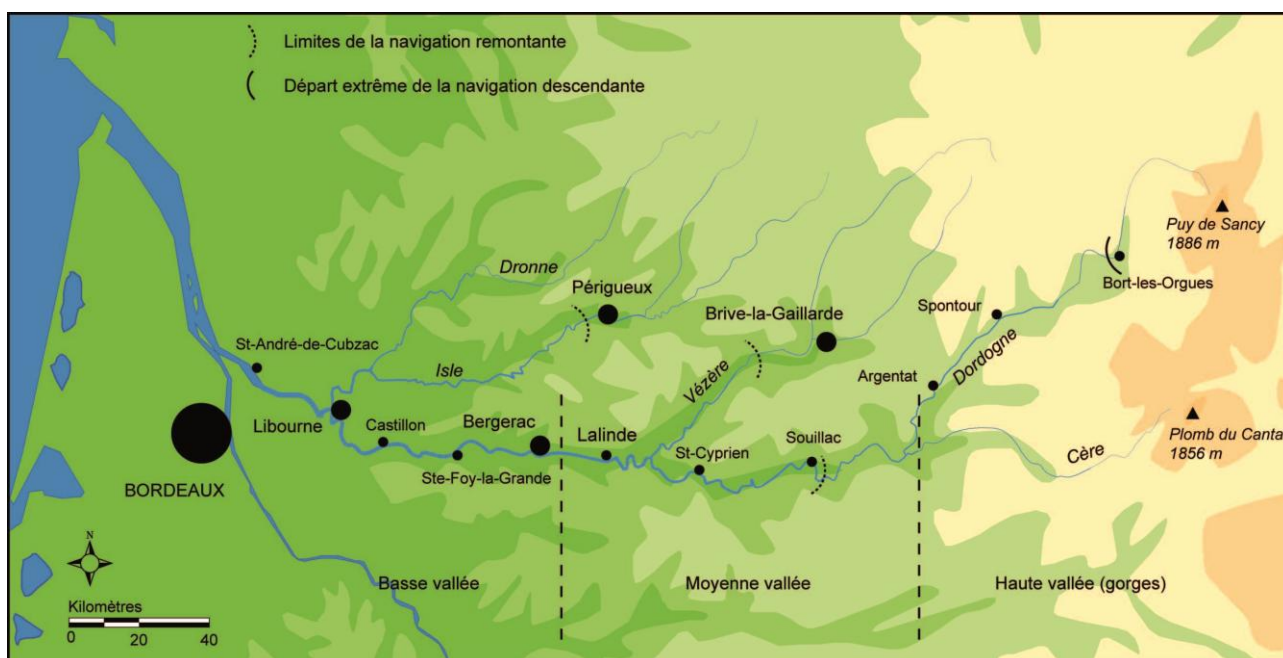 Limites de la navigation remontante
Départ extrême de la navigation descendante
Puy de Sancy
1886 m
Bort-les-Orgues
Dronne
Périgueux
Spontour
Brive-la-Gaillarde
St-André-de-Cubzac
Isle
Vézère
Argentat
Dordogne
Libourne
Castillon
Bergerac
Lalinde
Souillac
St-Cyprien
Plomb du Canta
1856 m
Cère
Ste-Foy-la-Grande
BORDEAUX
N
Basse vallée
Moyenne vallée
Haute vallée (gorges)
Kilomètres
0 20 40